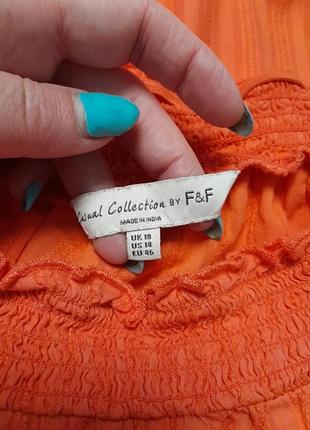 Casual Collection BY F&F
MADE IN INDIA
UK 18
US 14
EU 46